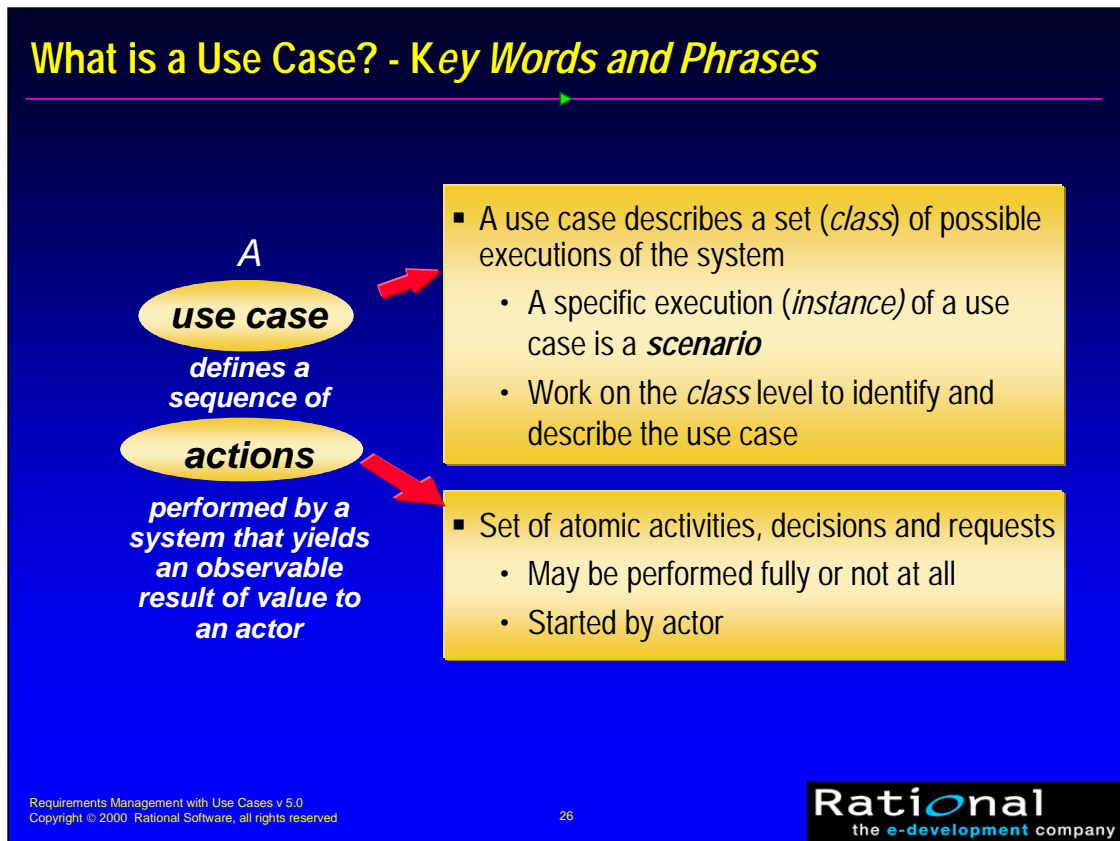 What is a Use Case? - Key Words and Phrases
A
use case
defines a
sequence of
actions
performed by a
system that yields
an observable
result of value to
an actor
▪ A use case describes a set (class) of possible
executions of the system
• A specific execution (instance) of a use
case is a scenario
• Work on the class level to identify and
describe the use case
▪ Set of atomic activities, decisions and requests
• May be performed fully or not at all
• Started by actor
Requirements Management with Use Cases v 5.0
Copyright © 2000 Rational Software, all rights reserved
26
Rational
the e-development company